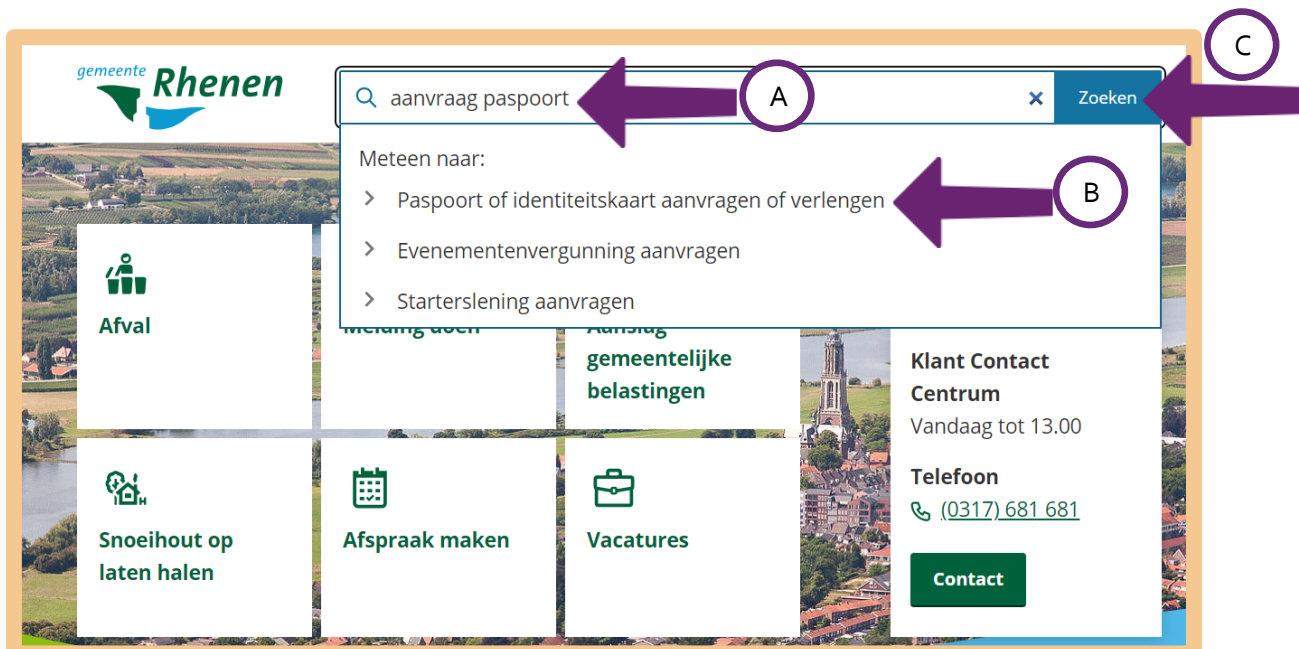 gemeente
Rhenen
aanvraag paspoort
A
Zoeken
C
Meteen naar:
Paspoort of identiteitskaart aanvragen of verlengen
B
Evenementenvergunning aanvragen
Starterslening aanvragen
Afval
Melding doen
Aanslag
gemeentelijke
belastingen
Klant Contact
Centrum
Vandaag tot 13.00
Telefoon
(0317) 681 681
Contact
Snoeihout op
laten halen
Afspraak maken
Vacatures